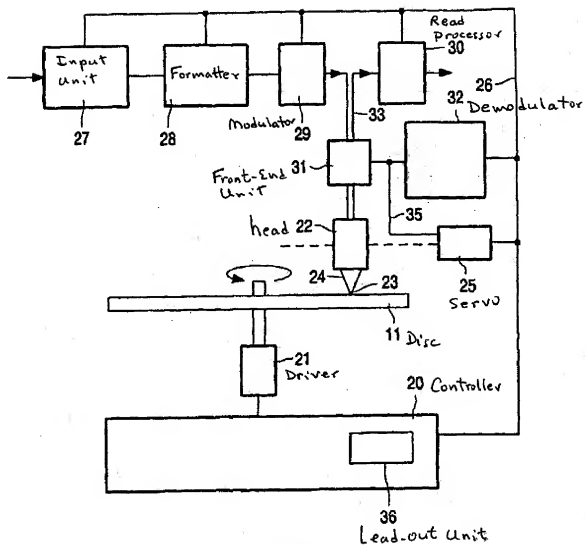 Read
Processor
30
Input
Unit
27
Formatter
28
Modulator
29
33
26
32
Demodulator
31
Front-End
Unit
head
22
35
24
23
25
Servo
11
Disc
21
Driver
20 Controller
36
Lead-out Unit